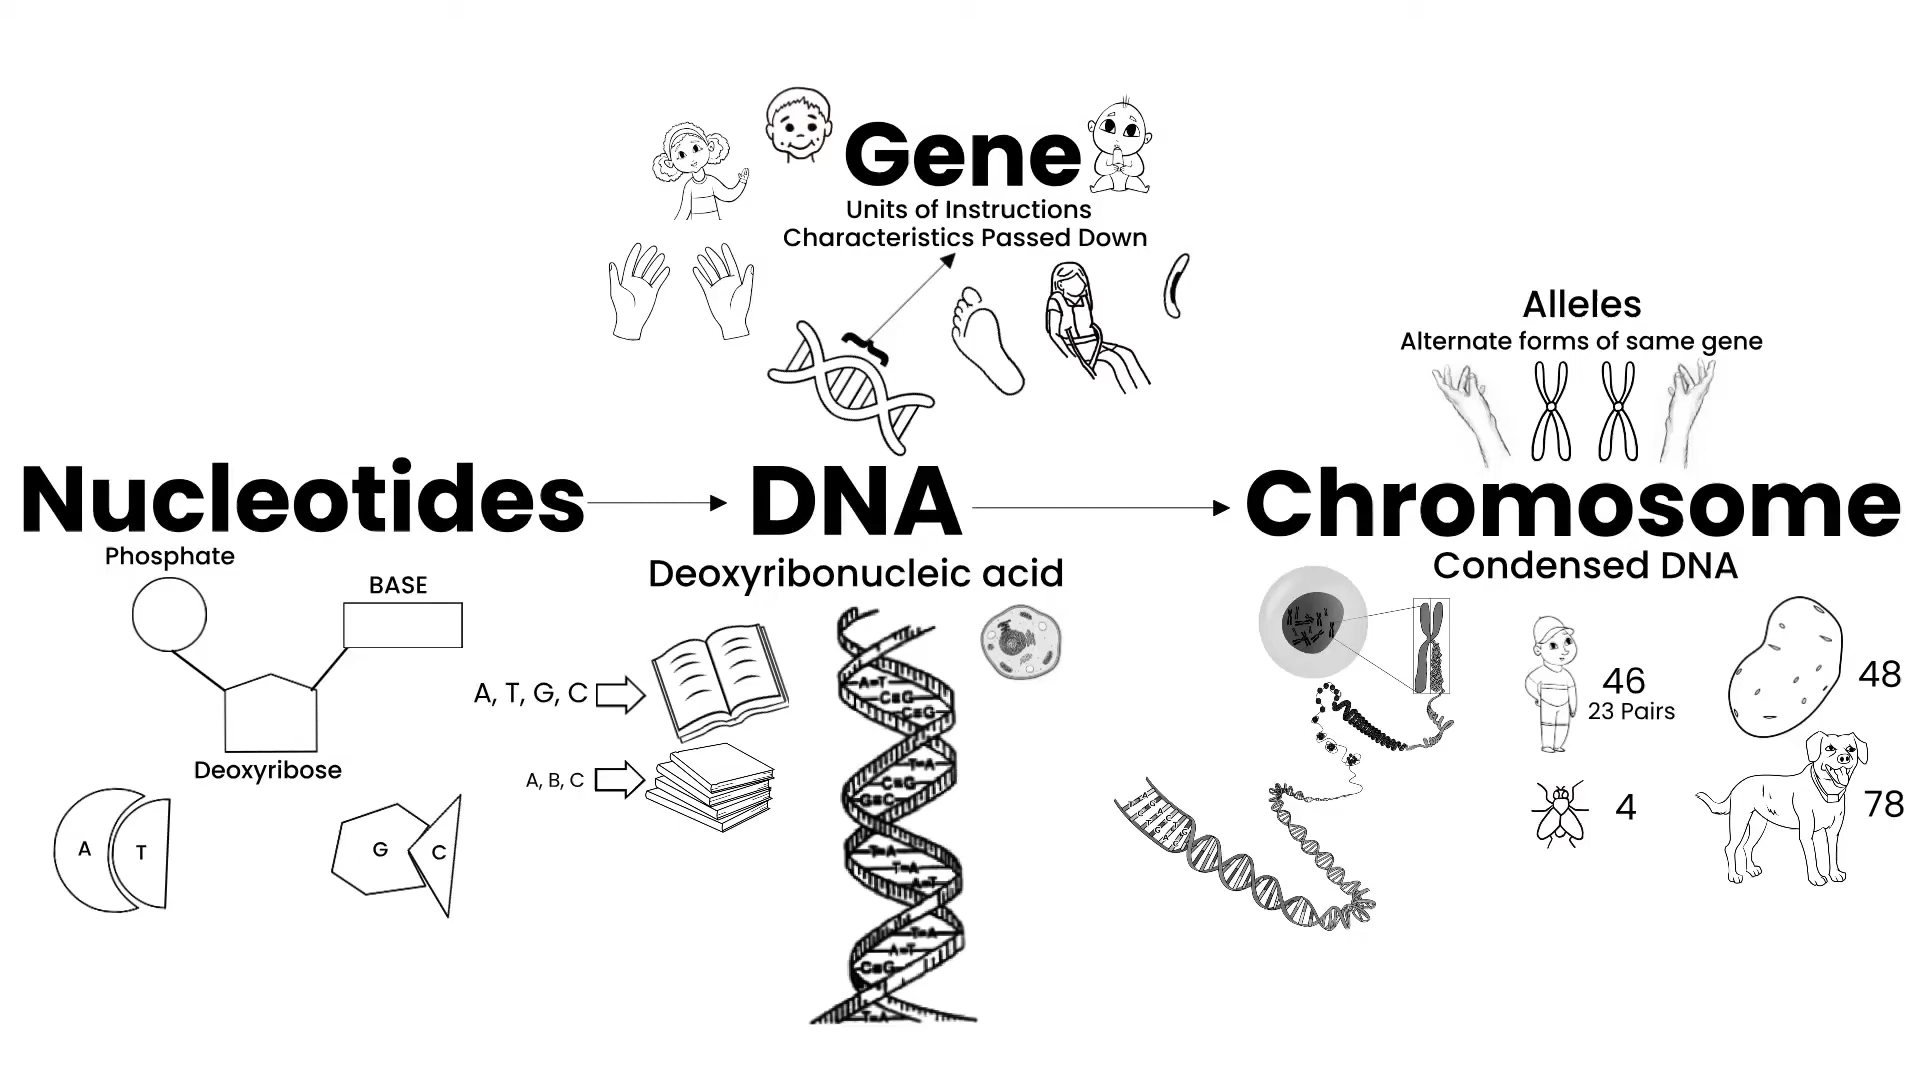 Gene
Units of Instructions
Characteristics Passed Down
Alleles
Alternate forms of same gene
Nucleotides
DNA
Chromosome
Phosphate
BASE
Deoxyribose
A
T
G
C
Deoxyribonucleic acid
A, T, G, C
A, B, C
A=T
C≡G
C≡G
T=A
C≡G
G≡C
T=A
T=A
A=T
T=A
A=T
C≡G
T=A
Condensed DNA
46
23 Pairs
48
4
78